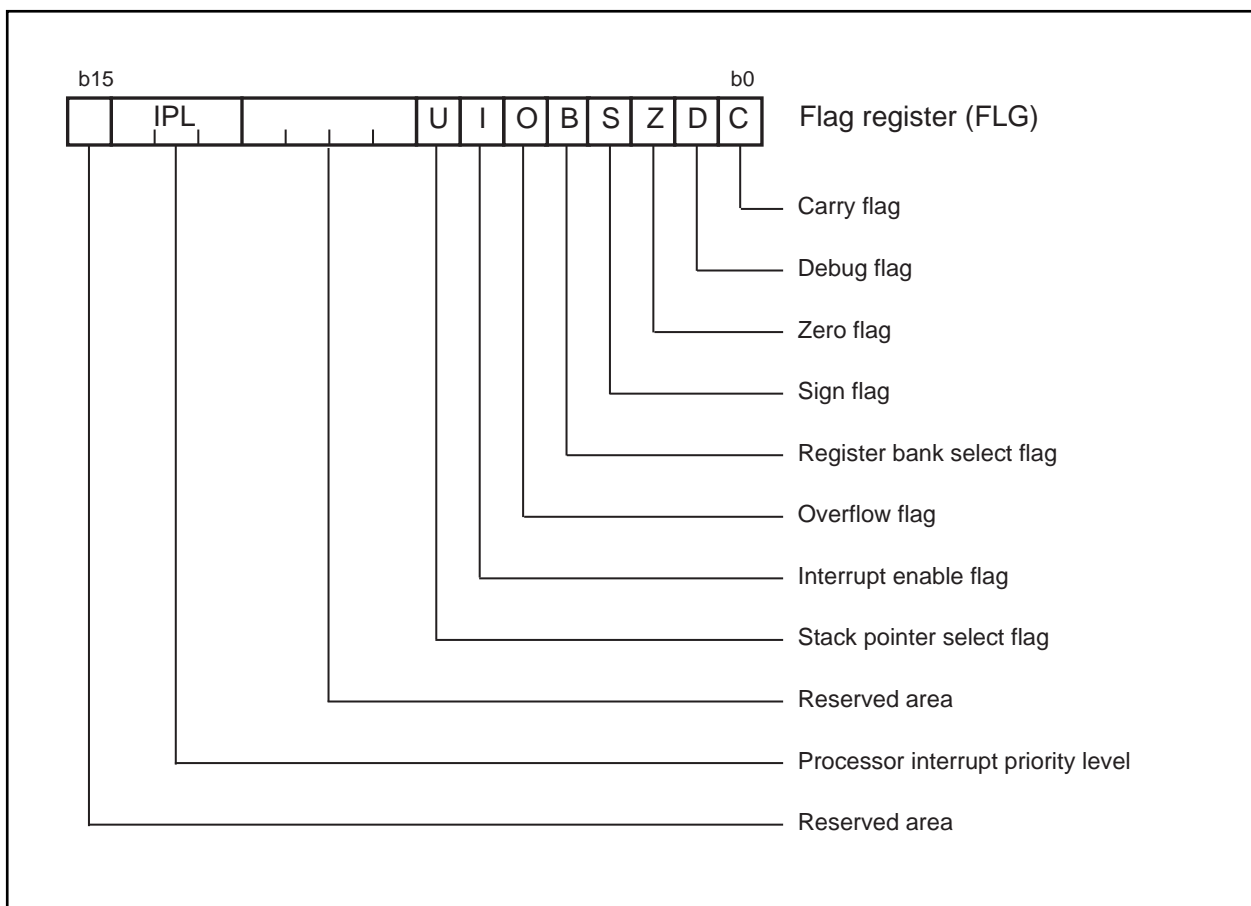 b15 b0
IPL U I O B S Z D C Flag register (FLG)
Carry flag
Debug flag
Zero flag
Sign flag
Register bank select flag
Overflow flag
Interrupt enable flag
Stack pointer select flag
Reserved area
Processor interrupt priority level
Reserved area